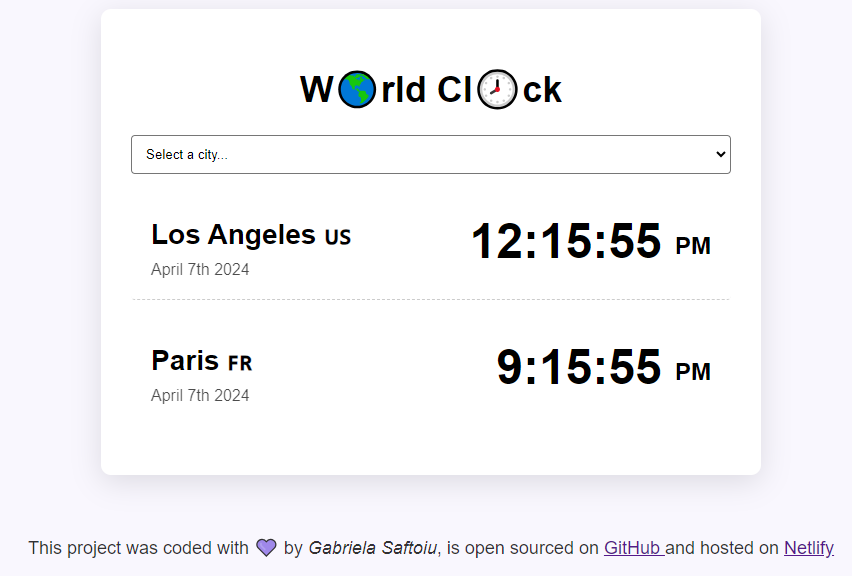 W🌎rld Cl🕗ck
Select a city...
Los Angeles US 12:15:55 PM
April 7th 2024
Paris FR 9:15:55 PM
April 7th 2024
This project was coded with 💜 by Gabriela Saftoiu, is open sourced on GitHub and hosted on Netlify